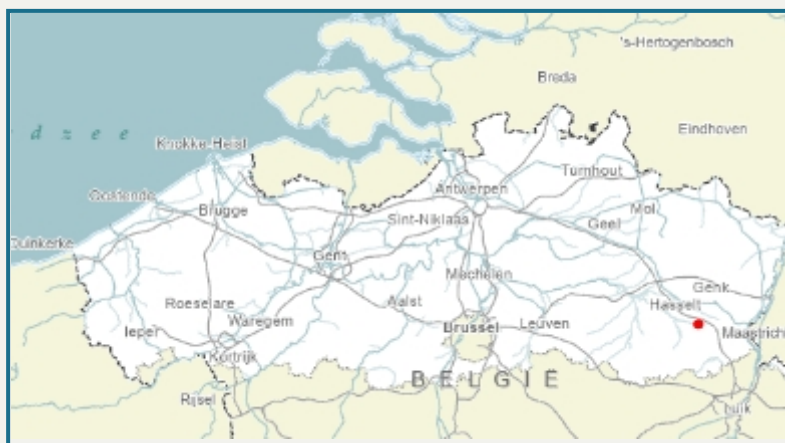 's-Hertogenbosch
Breda
Eindhoven
d z e e
Knokke-Heist
Turnhout
Antwerpen
Oostende
Mol
Brugge
Sint-Niklaas
Geel
Duinkerke
Gent
Mechelen
Genk
Roeselare
Aalst
Hasselt
Ieper
Waregem
Brussel
Leuven
Maastrich
Kortrijk
BELGIË
Rijsel
Luik